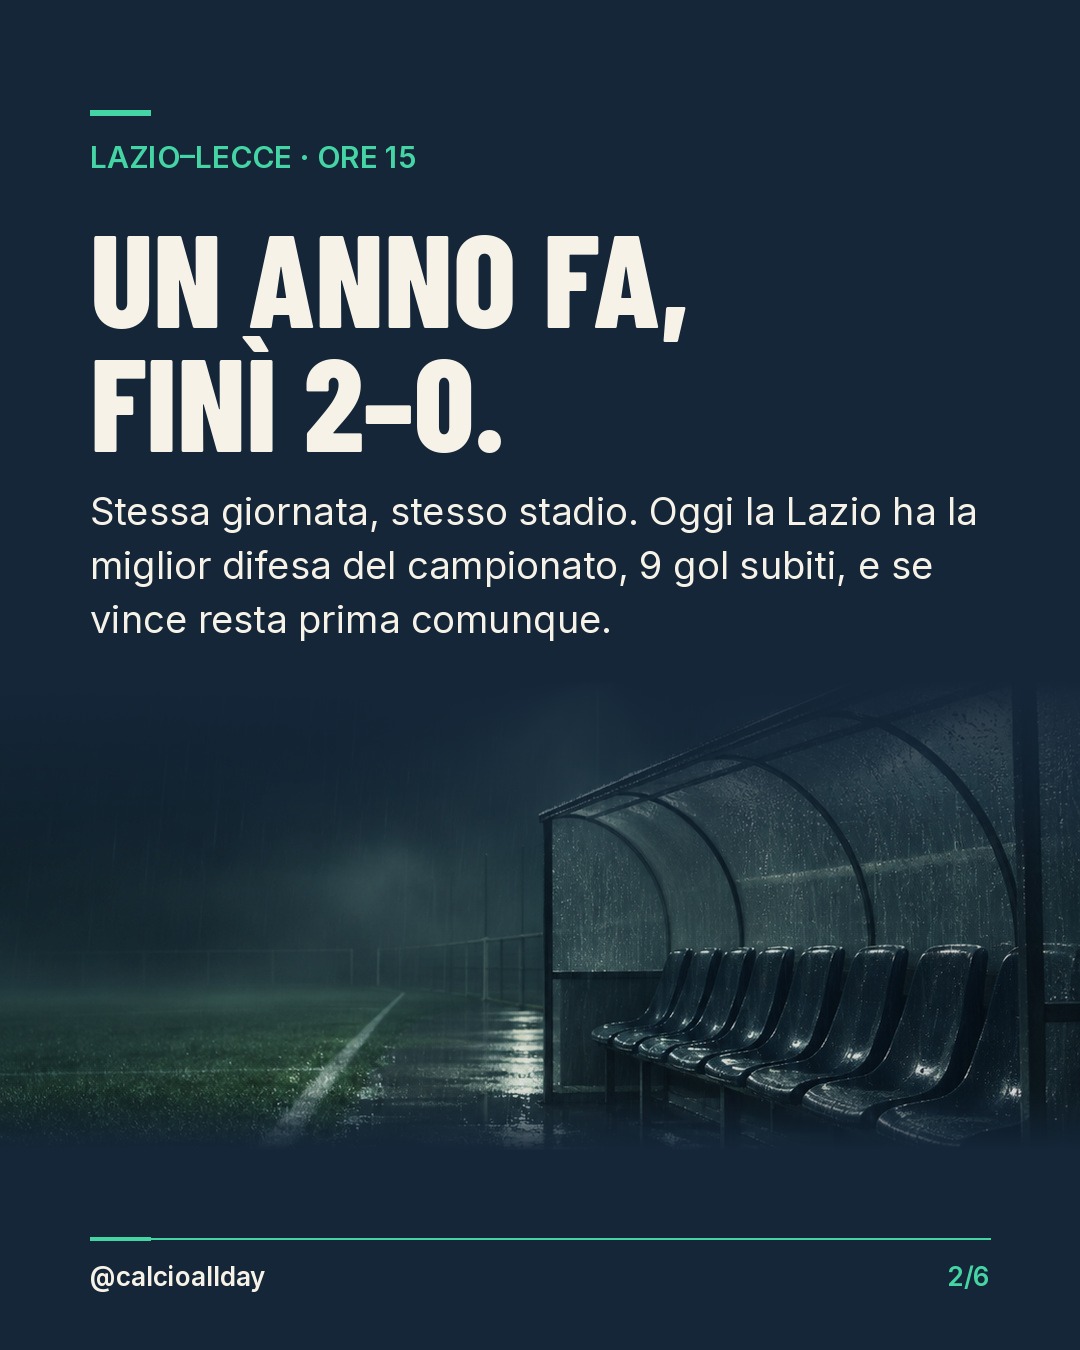 LAZIO–LECCE · ORE 15
UN ANNO FA,
FINÌ 2–0.
Stessa giornata, stesso stadio. Oggi la Lazio ha la
miglior difesa del campionato, 9 gol subiti, e se
vince resta prima comunque.
@calcioallday
2/6